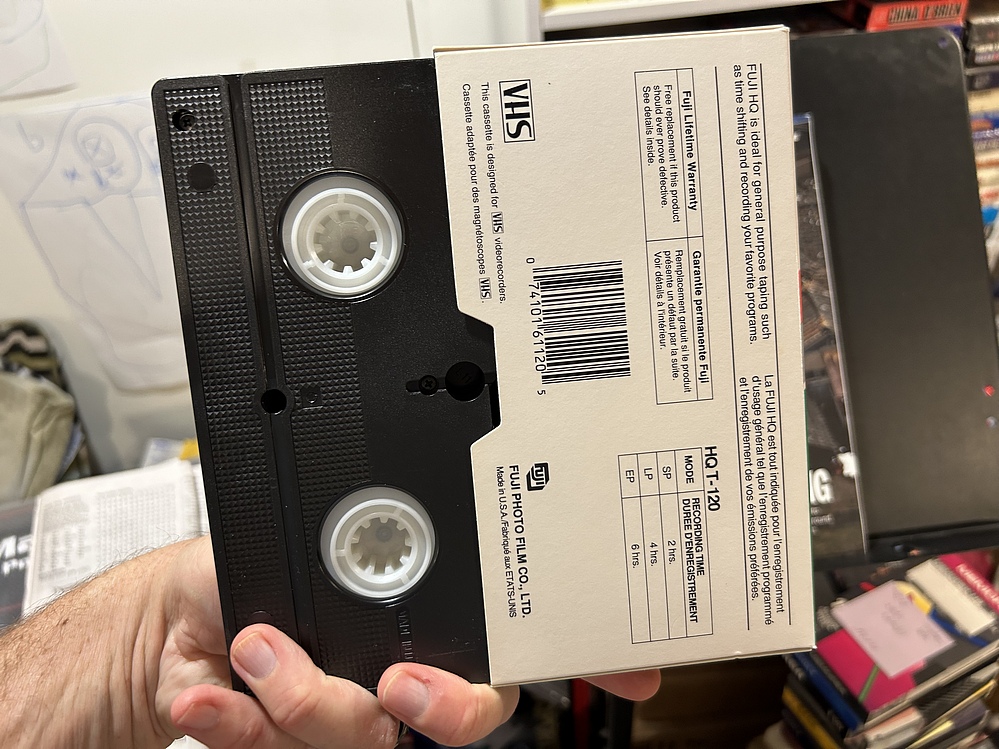 FUJI HQ is ideal for general purpose taping such
as time shifting and recording your favorite programs.
La FUJI HQ est tout indiquée pour l'enregistrement
d'usage général tel que l'enregistrement programmé
et l'enregistrement de vos émissions préférées.
Fuji Lifetime Warranty
Free replacement if this product
should ever prove defective.
See details inside.
Garantie permanente Fuji
Remplacement gratuit si le produit
présente un défaut par la suite.
Voir détails à l'intérieur.
HQ T-120
MODE
RECORDING TIME
DUREE D'ENREGISTREMENT
SP 2 hrs.
LP 4 hrs.
EP 6 hrs.
0 74101 61120 5
VHS
This cassette is designed for VHS videorecorders.
Cassette adaptée pour des magnétoscopes VHS.
FUJI
FUJI PHOTO FILM CO., LTD.
Made in U.S.A./Fabriqué aux ETATS-UNIS
CHINA O'BRIEN